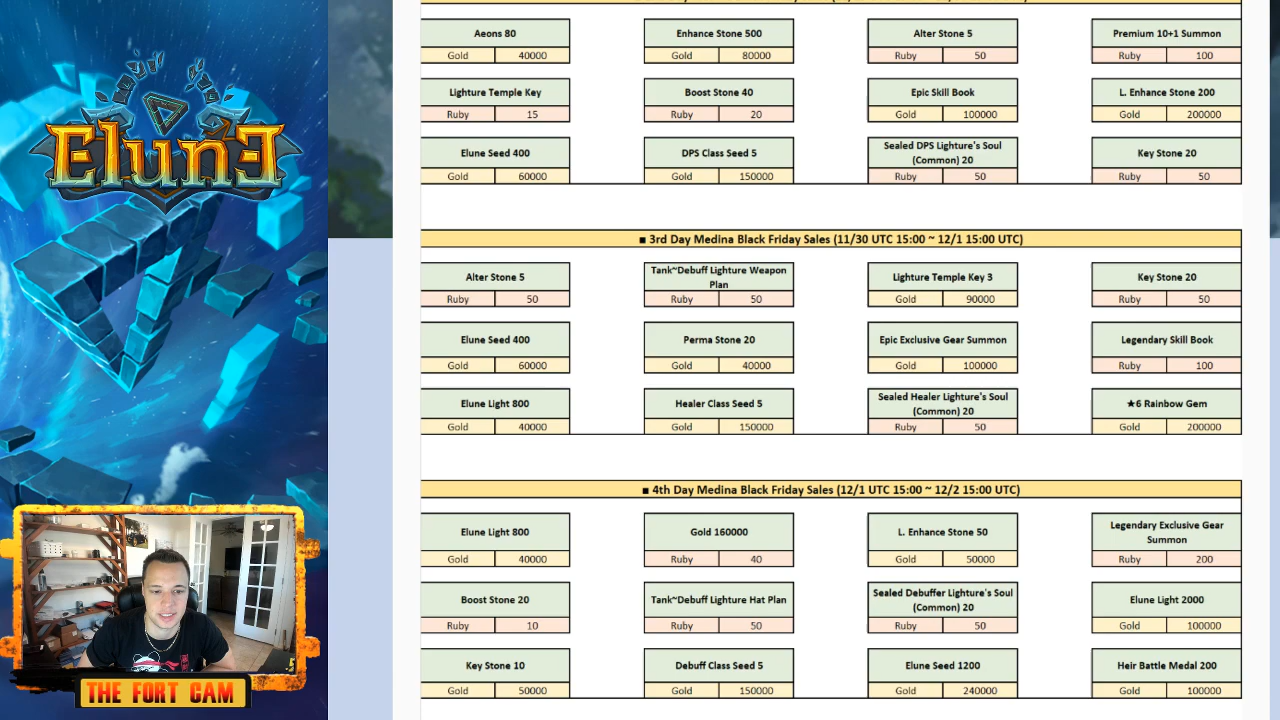 Aeons 80 Enhance Stone 500 Alter Stone 5 Premium 10+1 Summon
Gold 40000 Gold 80000 Ruby 50 Ruby 100
Lighture Temple Key Boost Stone 40 Epic Skill Book L. Enhance Stone 200
Ruby 15 Ruby 20 Gold 100000 Gold 200000
Elune Seed 400 DPS Class Seed 5 Sealed DPS Lighture's Soul (Common) 20 Key Stone 20
Gold 60000 Gold 150000 Ruby 50 Ruby 50
■ 3rd Day Medina Black Friday Sales (11/30 UTC 15:00 ~ 12/1 15:00 UTC)
Alter Stone 5 Tank~Debuff Lighture Weapon Plan Lighture Temple Key 3 Key Stone 20
Ruby 50 Ruby 50 Gold 90000 Ruby 50
Elune Seed 400 Perma Stone 20 Epic Exclusive Gear Summon Legendary Skill Book
Gold 60000 Gold 40000 Gold 100000 Ruby 100
Elune Light 800 Healer Class Seed 5 Sealed Healer Lighture's Soul (Common) 20 ★6 Rainbow Gem
Gold 40000 Gold 150000 Ruby 50 Gold 200000
■ 4th Day Medina Black Friday Sales (12/1 UTC 15:00 ~ 12/2 15:00 UTC)
Elune Light 800 Gold 160000 L. Enhance Stone 50 Legendary Exclusive Gear Summon
Gold 40000 Ruby 40 Gold 50000 Ruby 200
Boost Stone 20 Tank~Debuff Lighture Hat Plan Sealed Debuffer Lighture's Soul (Common) 20 Elune Light 2000
Ruby 10 Ruby 50 Ruby 50 Gold 100000
Key Stone 10 Debuff Class Seed 5 Elune Seed 1200 Heir Battle Medal 200
Gold 50000 Gold 150000 Gold 240000 Gold 100000
Elune
THE FORT CAM